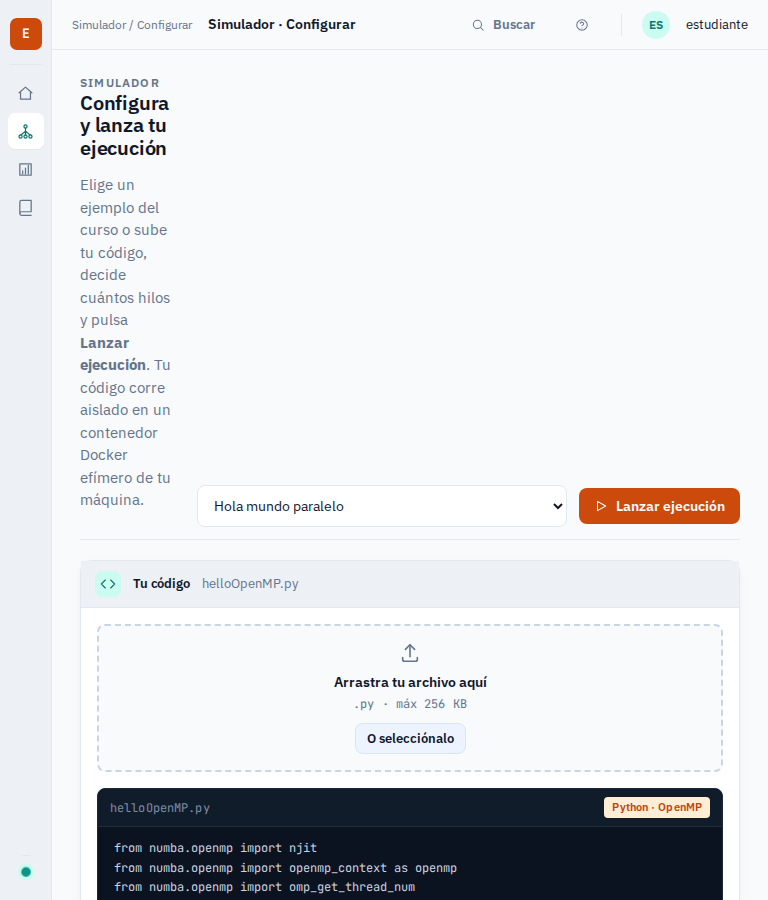 E
Simulador / Configurar
Simulador · Configurar
Buscar
ES
estudiante
SIMULADOR
Configura
y lanza tu
ejecución
Elige un
ejemplo del
curso o sube
tu código,
decide
cuántos hilos
y pulsa
Lanzar
ejecución. Tu
código corre
aislado en un
contenedor
Docker
efímero de tu
máquina.
Hola mundo paralelo
Lanzar ejecución
Tu código helloOpenMP.py
Arrastra tu archivo aquí
.py · máx 256 KB
O selecciónalo
helloOpenMP.py
Python · OpenMP
from numba.openmp import njit
from numba.openmp import openmp_context as openmp
from numba.openmp import omp_get_thread_num